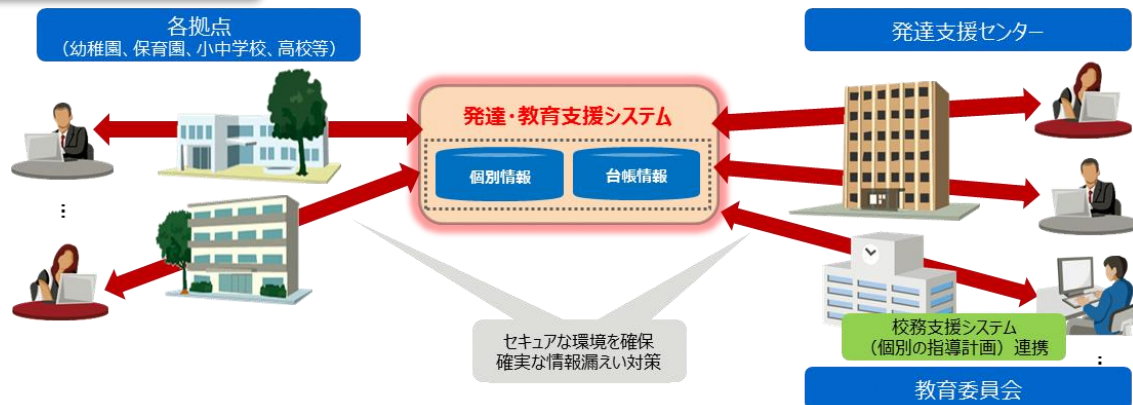 各拠点
（幼稚園、保育園、小中学校、高校等）
発達支援センター
発達・教育支援システム
個別情報
台帳情報
セキュアな環境を確保
確実な情報漏えい対策
校務支援システム
（個別の指導計画）連携
教育委員会